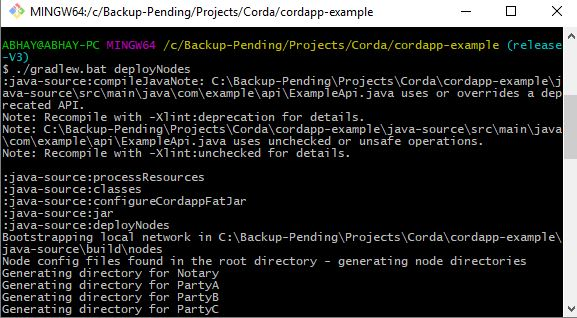 MINGW64:/c/Backup-Pending/Projects/Corda/cordapp-example
ABHAY@ABHAY-PC MINGW64 /c/Backup-Pending/Projects/Corda/cordapp-example (release
-V3)
$ ./gradlew.bat deployNodes
:java-source:compileJavaNote: C:\Backup-Pending\Projects\Corda\cordapp-example\j
ava-source\src\main\java\com\example\api\ExampleApi.java uses or overrides a dep
recated API.
Note: Recompile with -Xlint:deprecation for details.
Note: C:\Backup-Pending\Projects\Corda\cordapp-example\java-source\src\main\java
\com\example\api\ExampleApi.java uses unchecked or unsafe operations.
Note: Recompile with -Xlint:unchecked for details.
:java-source:processResources
:java-source:classes
:java-source:configureCordappFatJar
:java-source:jar
:java-source:deployNodes
Bootstrapping local network in C:\Backup-Pending\Projects\Corda\cordapp-example\
java-source\build\nodes
Node config files found in the root directory - generating node directories
Generating directory for Notary
Generating directory for PartyA
Generating directory for PartyB
Generating directory for PartyC